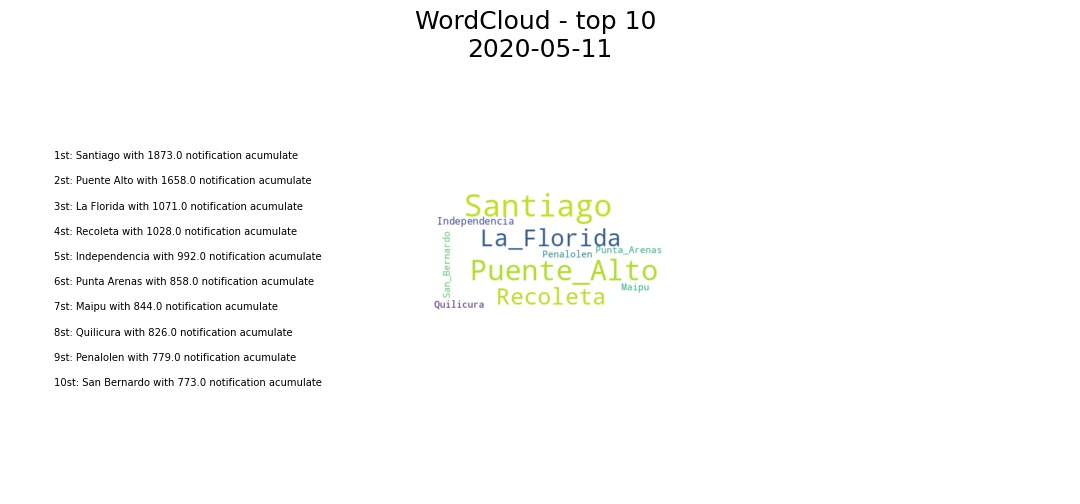 WordCloud - top 10
2020-05-11
1st: Santiago with 1873.0 notification acumulate
2st: Puente Alto with 1658.0 notification acumulate
3st: La Florida with 1071.0 notification acumulate
4st: Recoleta with 1028.0 notification acumulate
5st: Independencia with 992.0 notification acumulate
6st: Punta Arenas with 858.0 notification acumulate
7st: Maipu with 844.0 notification acumulate
8st: Quilicura with 826.0 notification acumulate
9st: Penalolen with 779.0 notification acumulate
10st: San Bernardo with 773.0 notification acumulate
Santiago
Independencia
La_Florida
San_Bernardo
Penalolen
Punta_Arenas
Puente_Alto
Maipu
Recoleta
Quilicura